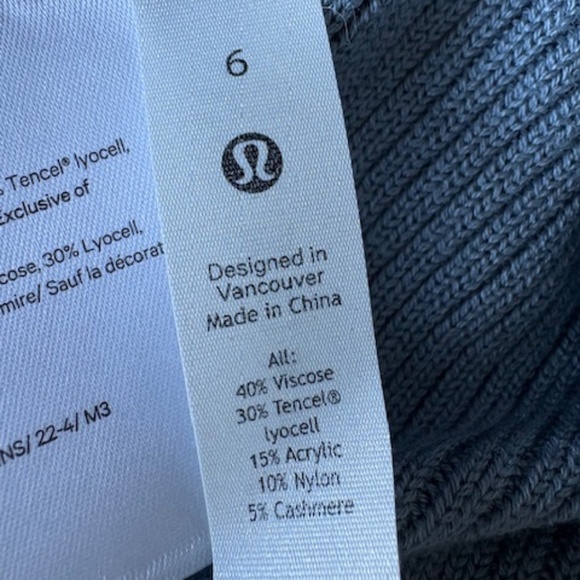 Tencel® lyocell,
Exclusive of
30% Lyocell,
mire/ Sauf la décorat
NS/ 22-4/ M3
6
Designed in
Vancouver
Made in China
All:
40% Viscose
30% Tencel®
lyocell
15% Acrylic
10% Nylon
5% Cashmere